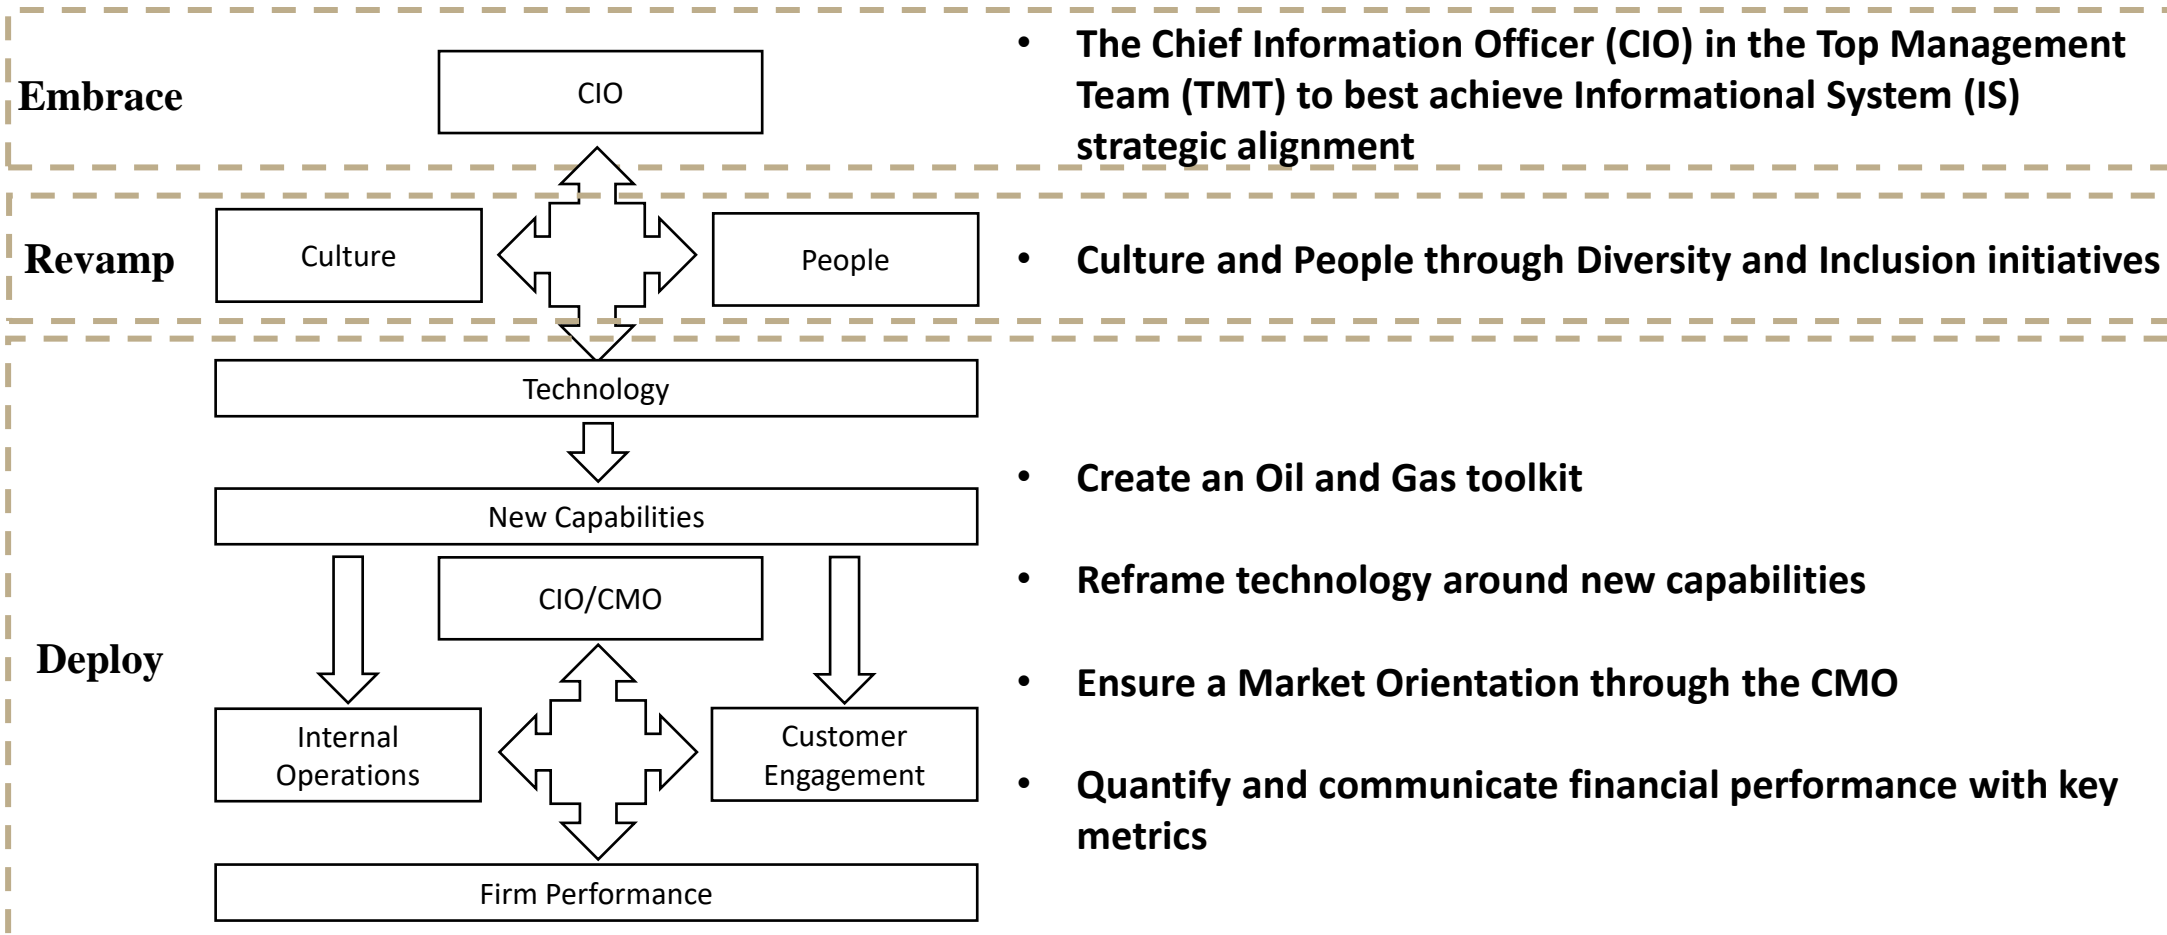 Embrace
CIO
• The Chief Information Officer (CIO) in the Top Management
Team (TMT) to best achieve Informational System (IS)
strategic alignment
Revamp
Culture
People
• Culture and People through Diversity and Inclusion initiatives
Deploy
Technology
New Capabilities
CIO/CMO
Internal
Operations
Customer
Engagement
Firm Performance
• Create an Oil and Gas toolkit
• Reframe technology around new capabilities
• Ensure a Market Orientation through the CMO
• Quantify and communicate financial performance with key
metrics